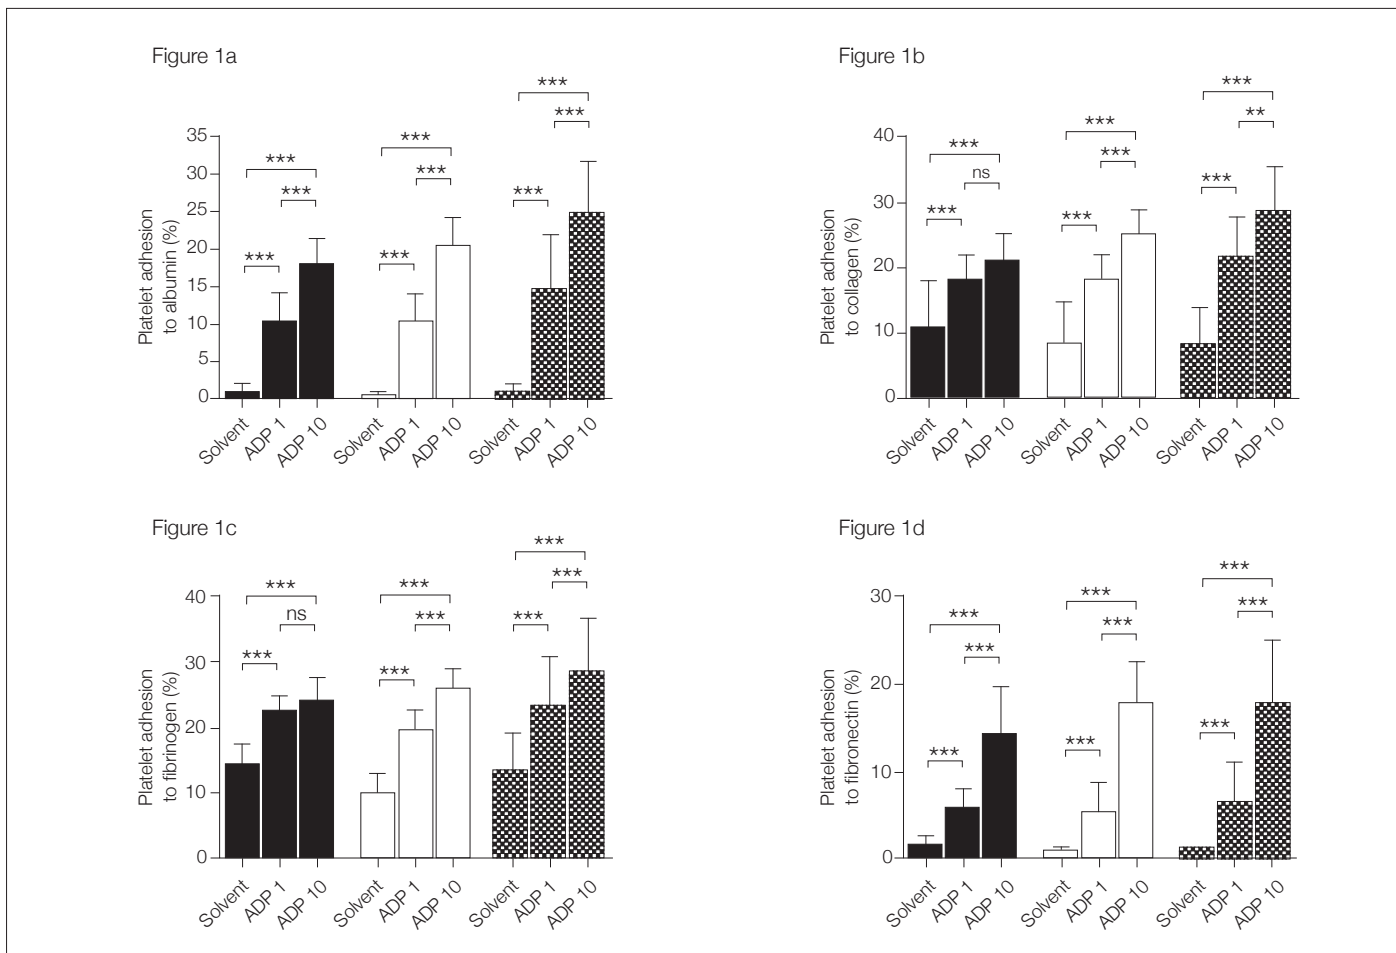 Figure 1a
Platelet adhesion
to albumin (%)
35
30
25
20
15
10
5
0
***
***
***
***
***
***
***
***
***
Solvent
ADP 1
ADP 10
Solvent
ADP 1
ADP 10
Solvent
ADP 1
ADP 10
Figure 1b
Platelet adhesion
to collagen (%)
40
30
20
10
0
***
ns
***
***
***
***
***
**
***
Solvent
ADP 1
ADP 10
Solvent
ADP 1
ADP 10
Solvent
ADP 1
ADP 10
Figure 1c
Platelet adhesion
to fibrinogen (%)
40
30
20
10
0
***
ns
***
***
***
***
***
***
***
Solvent
ADP 1
ADP 10
Solvent
ADP 1
ADP 10
Solvent
ADP 1
ADP 10
Figure 1d
Platelet adhesion
to fibronectin (%)
30
20
10
0
***
***
***
***
***
***
***
***
***
Solvent
ADP 1
ADP 10
Solvent
ADP 1
ADP 10
Solvent
ADP 1
ADP 10